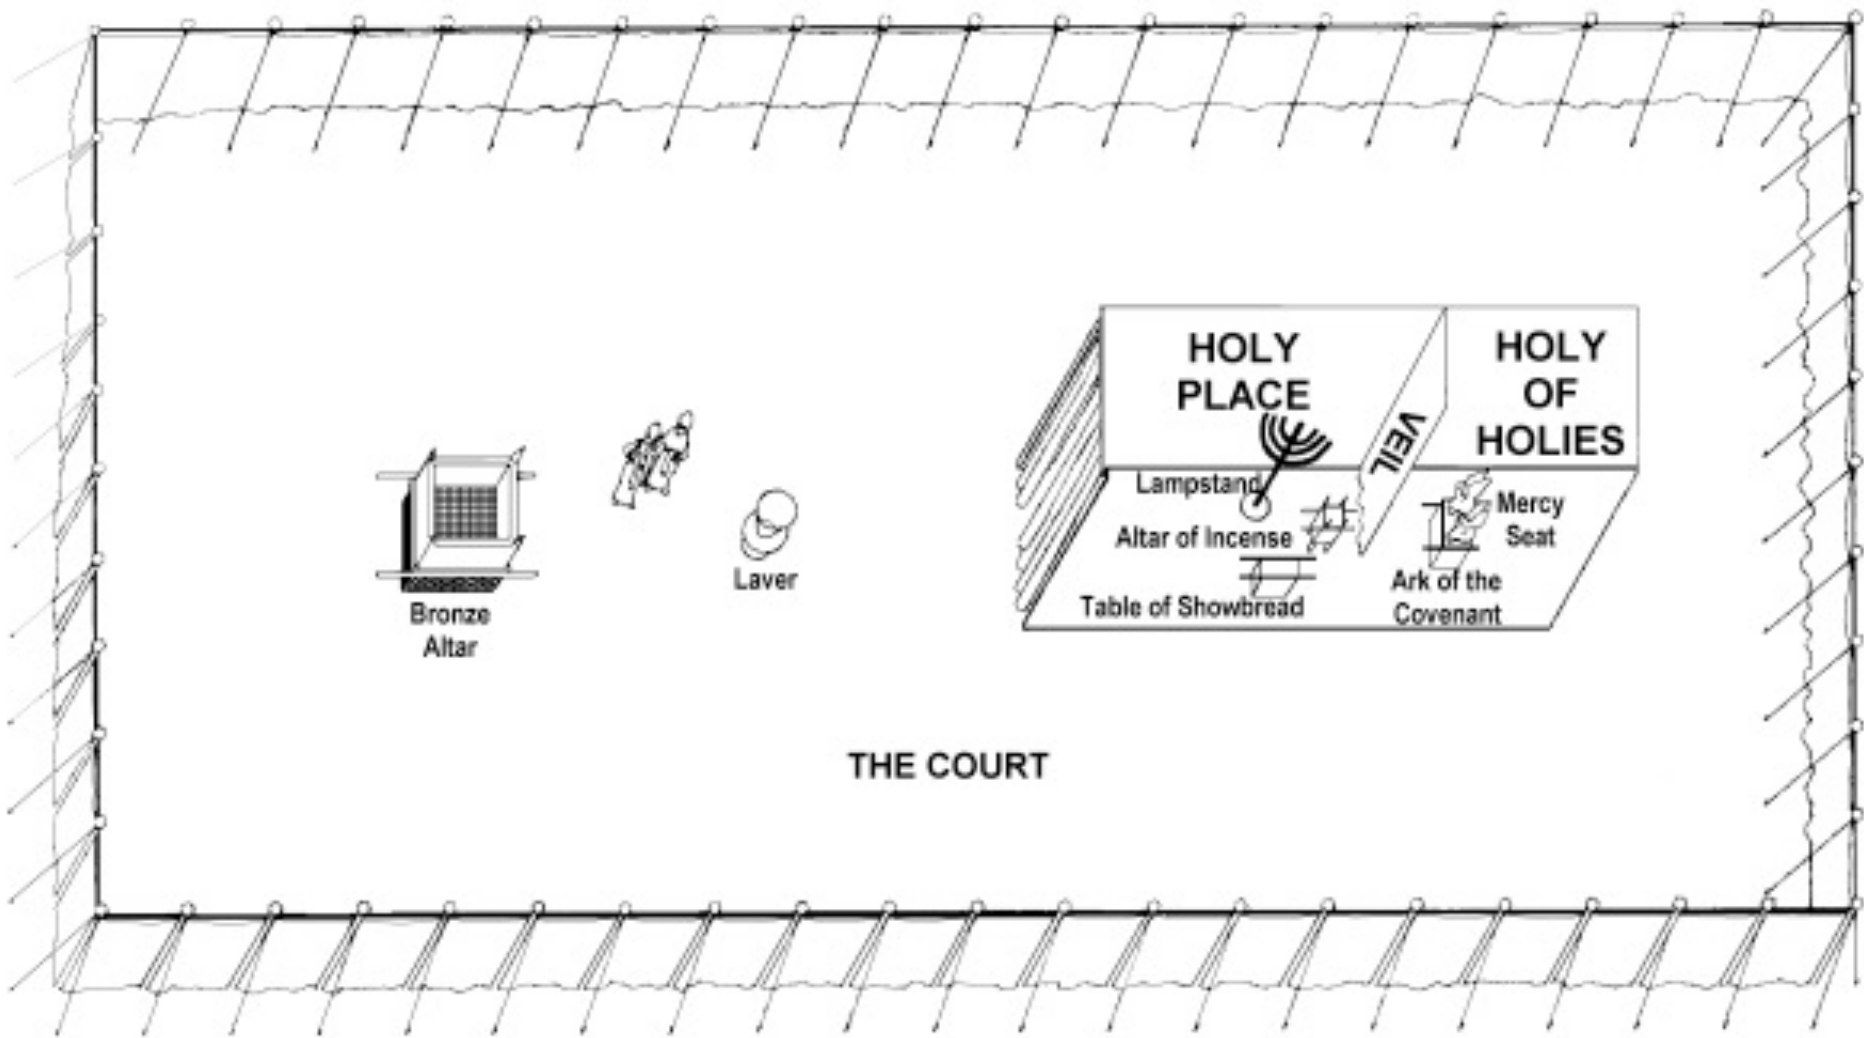 HOLY
PLACE
HOLY
OF
HOLIES
VEIL
Lampstand
Altar of Incense
Table of Showbread
Mercy
Seat
Ark of the
Covenant
Laver
Bronze
Altar
THE COURT